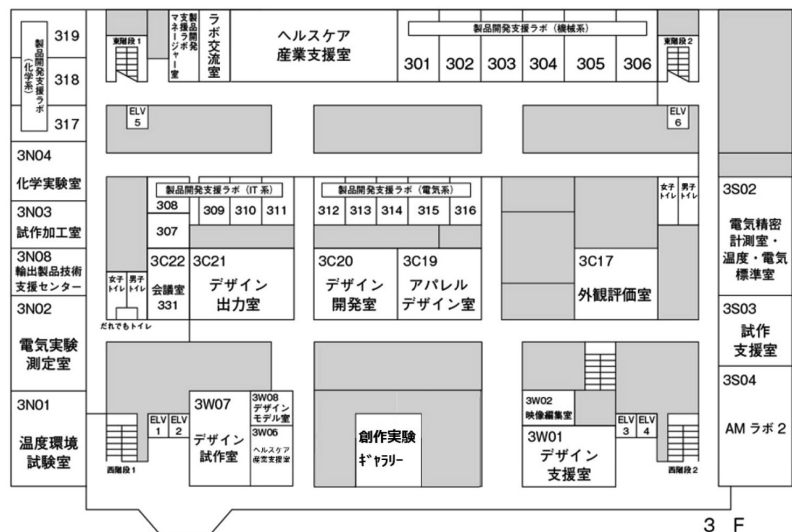 319
318
317
製品開発支援ラボ
(化学系)
東階段1
製品開発
支援ラボ
マネージャー室
ラボ交流室
ヘルスケア
産業支援室
製品開発支援ラボ（機械系）
301
302
303
304
305
306
東階段2
ELV
5
ELV
6
3N04
化学実験室
3N03
試作加工室
3N08
輸出製品技術
支援センター
3N02
電気実験
測定室
3N01
温度環境
試験室
製品開発支援ラボ（IT系）
308
309
310
311
307
3C22
会議室
331
3C21
デザイン
出力室
女子
トイレ
男子
トイレ
だれでもトイレ
製品開発支援ラボ（電気系）
312
313
314
315
316
3C20
デザイン
開発室
3C19
アパレル
デザイン室
3C17
外観評価室
女子
トイレ
男子
トイレ
3S02
電気精密
計測室・
温度・電気
標準室
3S03
試作
支援室
3S04
AMラボ2
西階段1
ELV
1
ELV
2
3W07
デザイン
試作室
3W08
デザイン
モデル室
3W06
ヘルスケア
産業支援室
創作実験
ｷﾞｬﾗﾘｰ
3W02
映像編集室
3W01
デザイン
支援室
ELV
3
ELV
4
西階段2
3 F